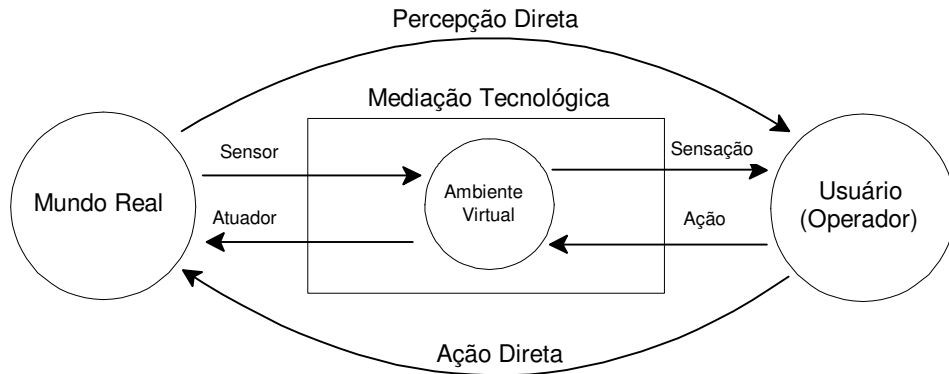 Percepção Direta
Mediação Tecnológica
Sensor
Sensação
Mundo Real
Ambiente
Virtual
Usuário
(Operador)
Atuador
Ação
Ação Direta